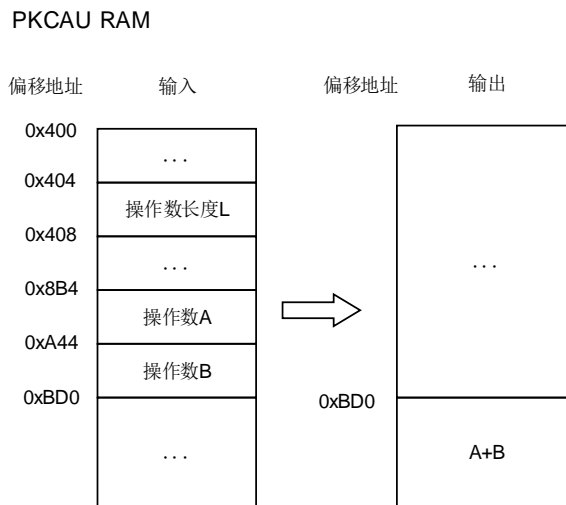 PKCAU RAM
偏移地址 输入 偏移地址 输出
0x400
...
0x404
操作数长度L
0x408
...
...
0x8B4
操作数A
0xA44
操作数B
0xBD0
0xBD0
...
A+B